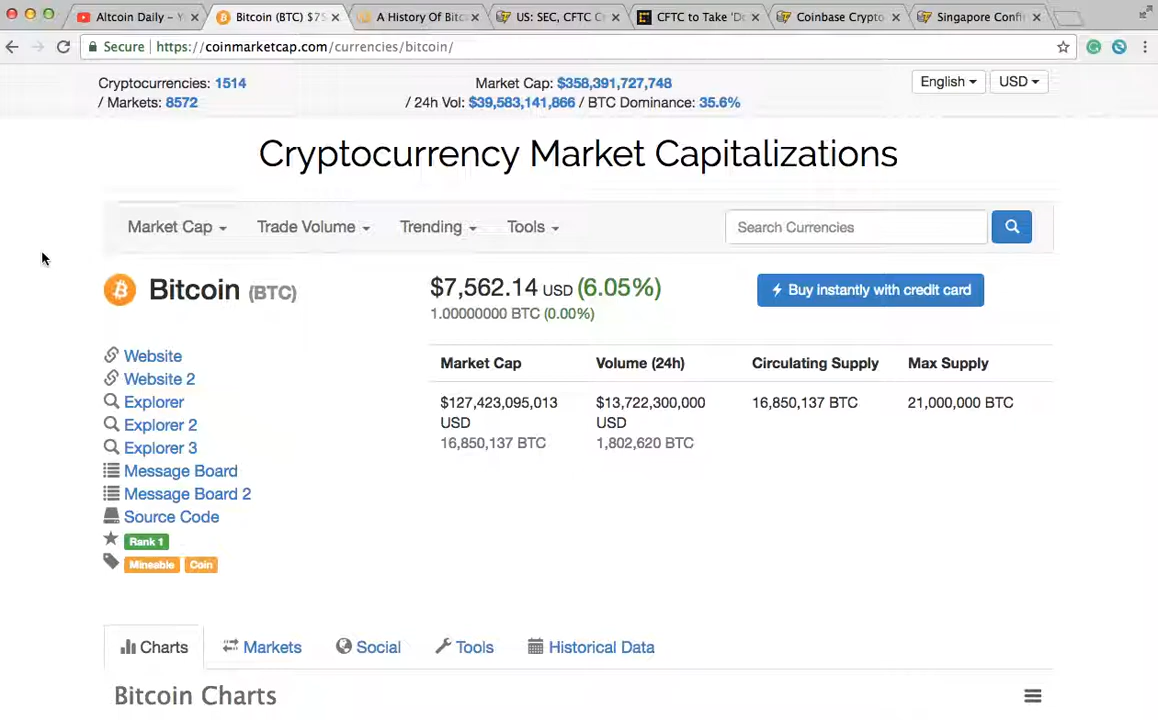 Altcoin Daily - Y
Bitcoin (BTC) $75
A History Of Bitc
US: SEC, CFTC C
CFTC to Take 'D
Coinbase Crypto
Singapore Confi
Secure
https://coinmarketcap.com/currencies/bitcoin/
Cryptocurrencies: 1514
/ Markets: 8572
Market Cap: $358,391,727,748
/ 24h Vol: $39,583,141,866 / BTC Dominance: 35.6%
English
USD
Cryptocurrency Market Capitalizations
Market Cap
Trade Volume
Trending
Tools
Search Currencies
Bitcoin (BTC)
$7,562.14 USD (6.05%)
1.00000000 BTC (0.00%)
Buy instantly with credit card
Website
Website 2
Explorer
Explorer 2
Explorer 3
Message Board
Message Board 2
Source Code
Rank 1
Mineable Coin
Market Cap Volume (24h) Circulating Supply Max Supply
$127,423,095,013 $13,722,300,000 16,850,137 BTC 21,000,000 BTC
USD USD
16,850,137 BTC 1,802,620 BTC
Charts
Markets
Social
Tools
Historical Data
Bitcoin Charts